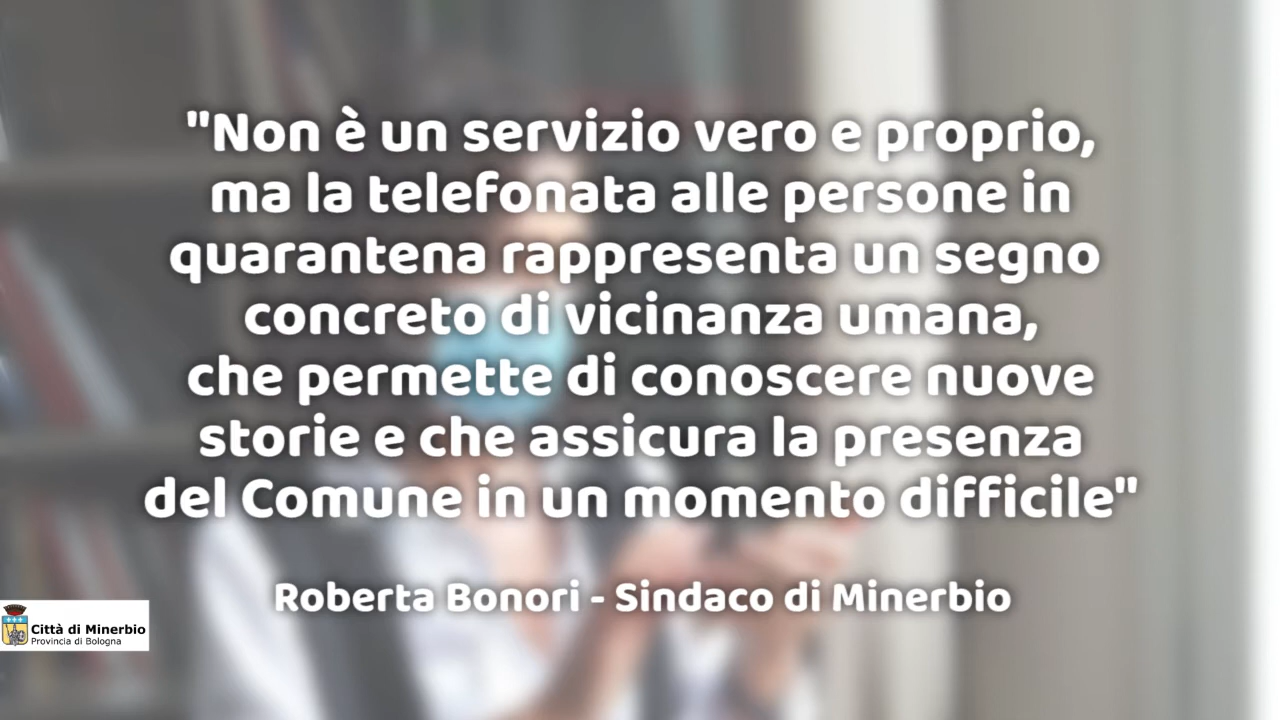 "Non è un servizio vero e proprio,
ma la telefonata alle persone in
quarantena rappresenta un segno
concreto di vicinanza umana,
che permette di conoscere nuove
storie e che assicura la presenza
del Comune in un momento difficile"
Roberta Bonori - Sindaco di Minerbio
Città di Minerbio
Provincia di Bologna